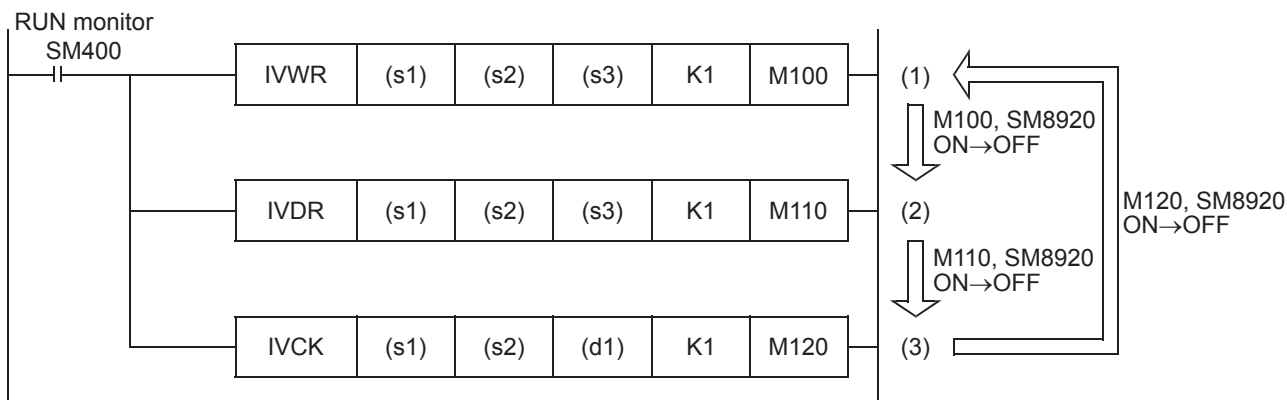 RUN monitor
SM400
IVWR (s1) (s2) (s3) K1 M100 (1)
M100, SM8920
ON→OFF
IVDR (s1) (s2) (s3) K1 M110 (2)
M120, SM8920
ON→OFF
M110, SM8920
ON→OFF
IVCK (s1) (s2) (d1) K1 M120 (3)